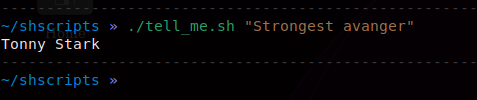 ~/shscripts » ./tell_me.sh "Strongest avanger"
Tonny Stark
~/shscripts »